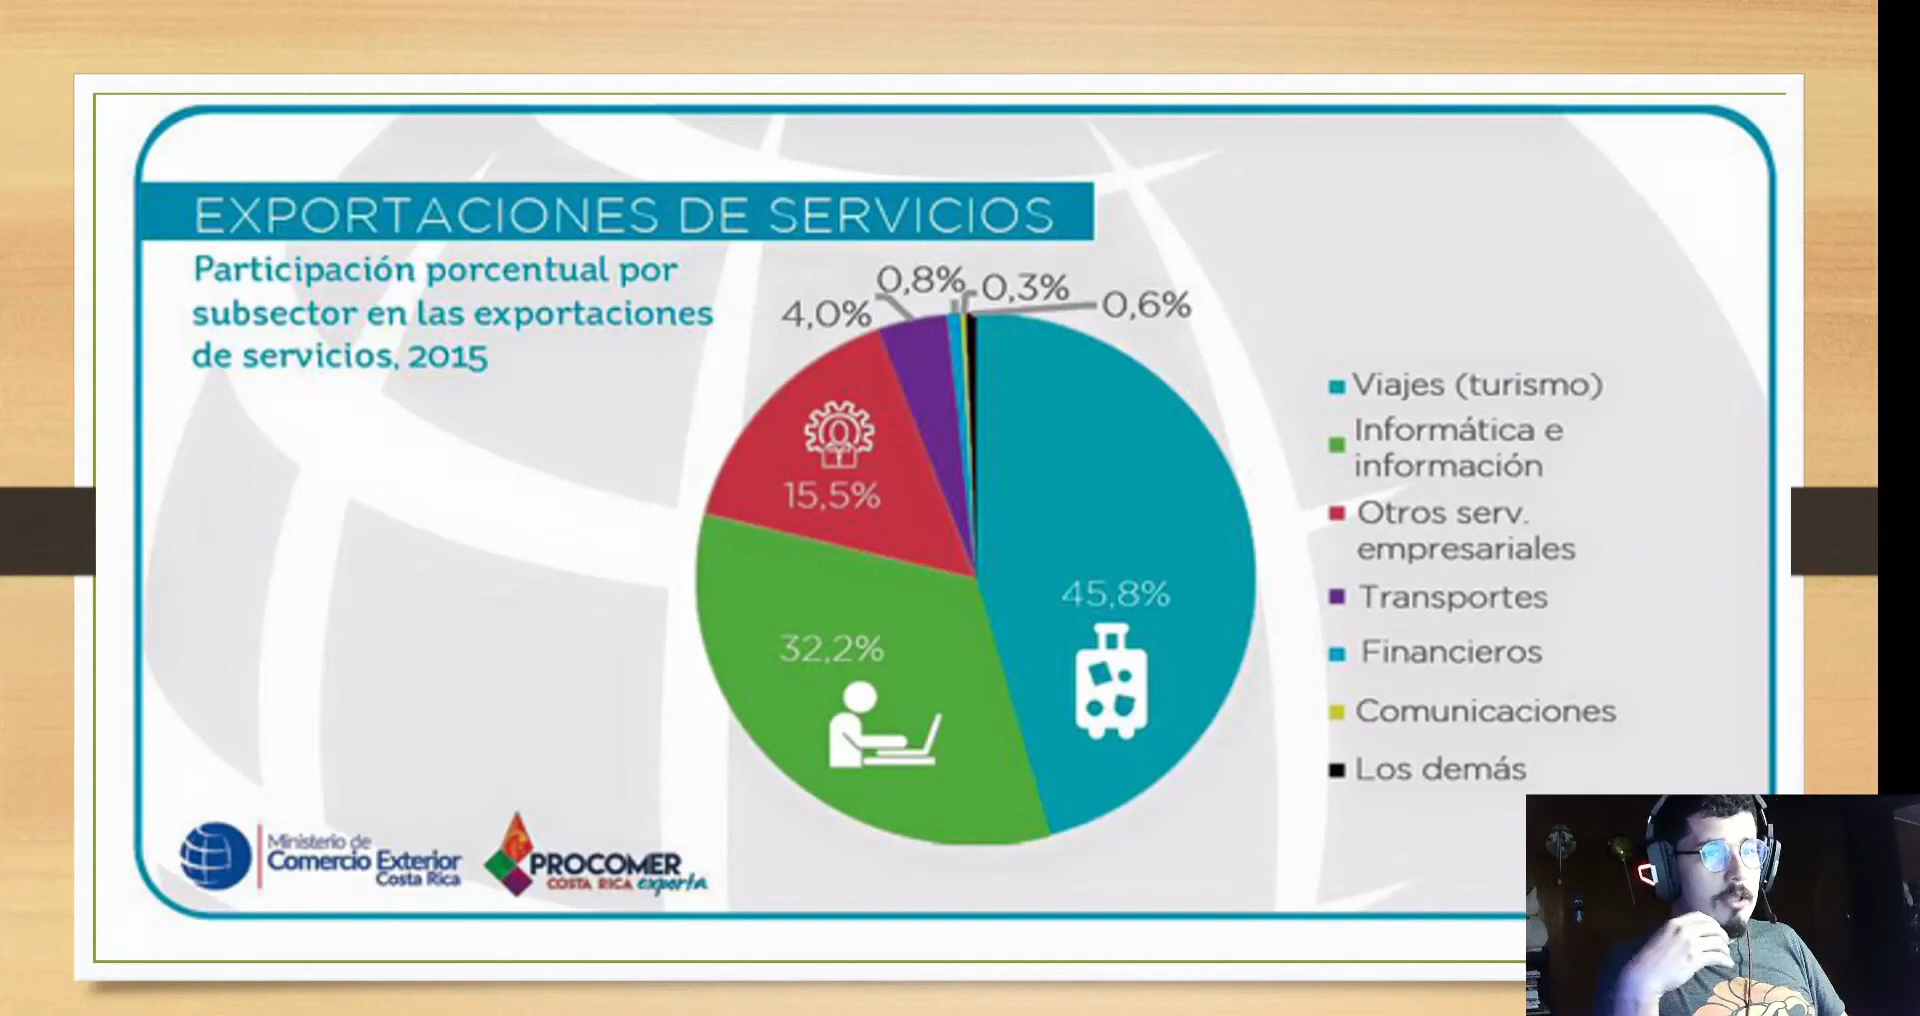 EXPORTACIONES DE SERVICIOS
Participación porcentual por
subsector en las exportaciones
de servicios, 2015
4,0%
0,8%
0,3%
0,6%
15,5%
45,8%
32,2%
Viajes (turismo)
Informática e
información
Otros serv.
empresariales
Transportes
Financieros
Comunicaciones
Los demás
Ministerio de
Comercio Exterior
Costa Rica
PROCOMER
COSTA RICA exporta